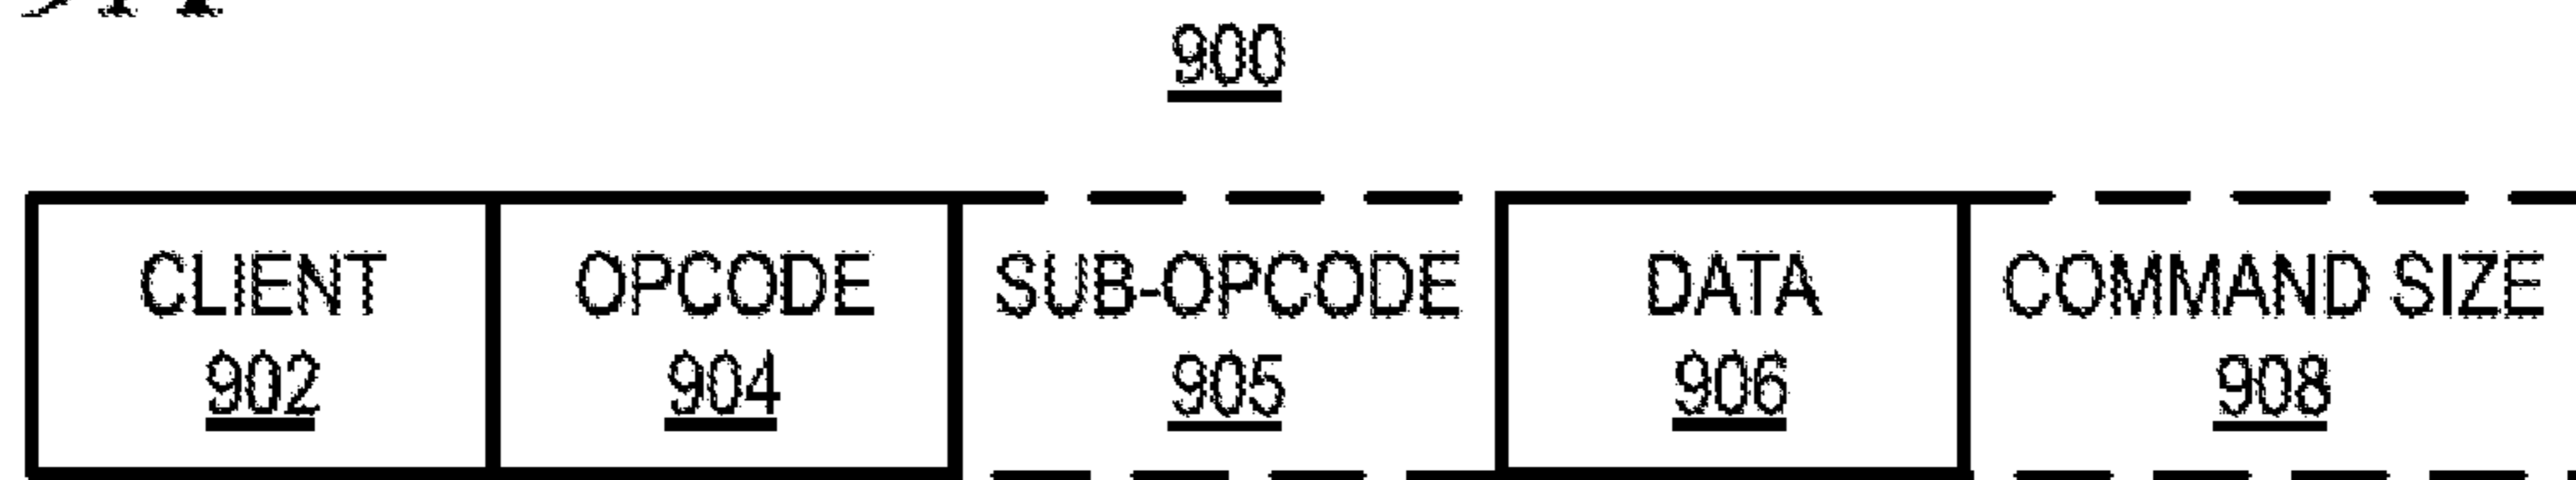 900
CLIENT OPCODE SUB-OPCODE DATA COMMAND SIZE
902 904 905 906 908